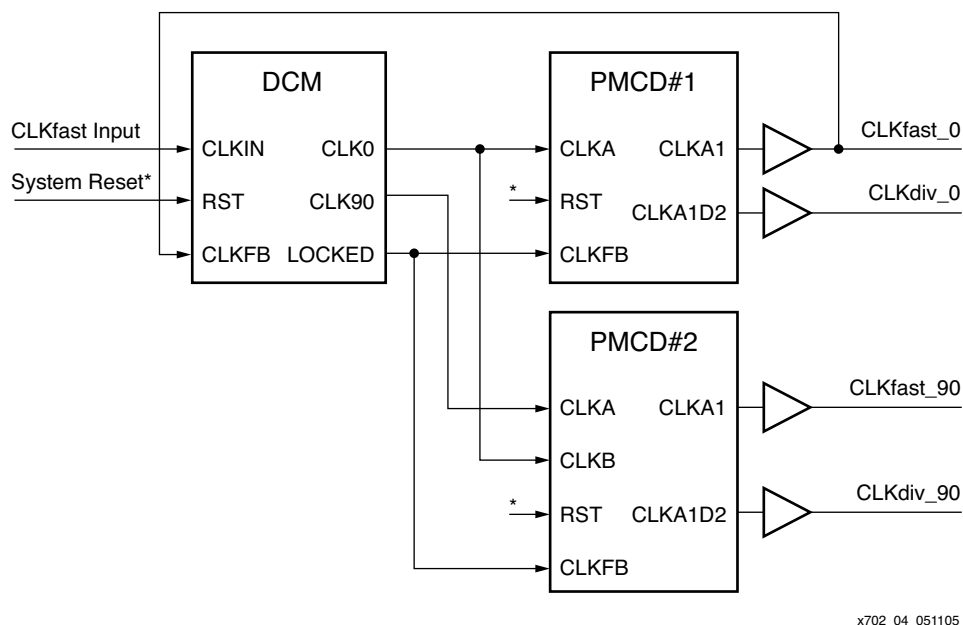 DCM
CLKfast Input
CLKIN
CLK0
System Reset*
RST
CLK90
CLKFB
LOCKED
PMCD#1
CLKA
CLKA1
*
RST
CLKA1D2
CLKFB
CLKfast_0
CLKdiv_0
PMCD#2
CLKA
CLKA1
CLKB
*
RST
CLKA1D2
CLKFB
CLKfast_90
CLKdiv_90
x702_04_051105